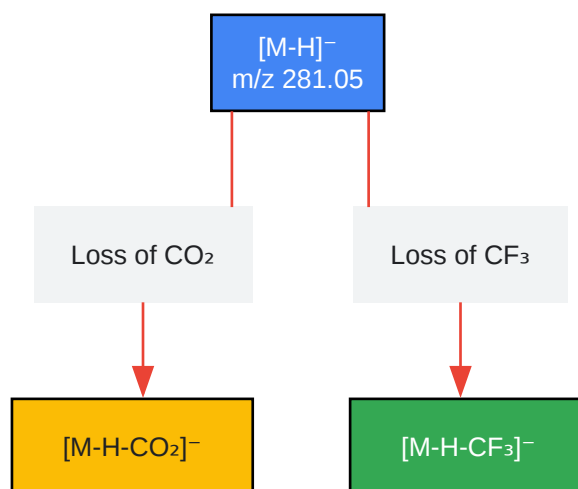 [M-H]⁻
m/z 281.05
Loss of CO₂
Loss of CF₃
[M-H-CO₂]⁻
[M-H-CF₃]⁻